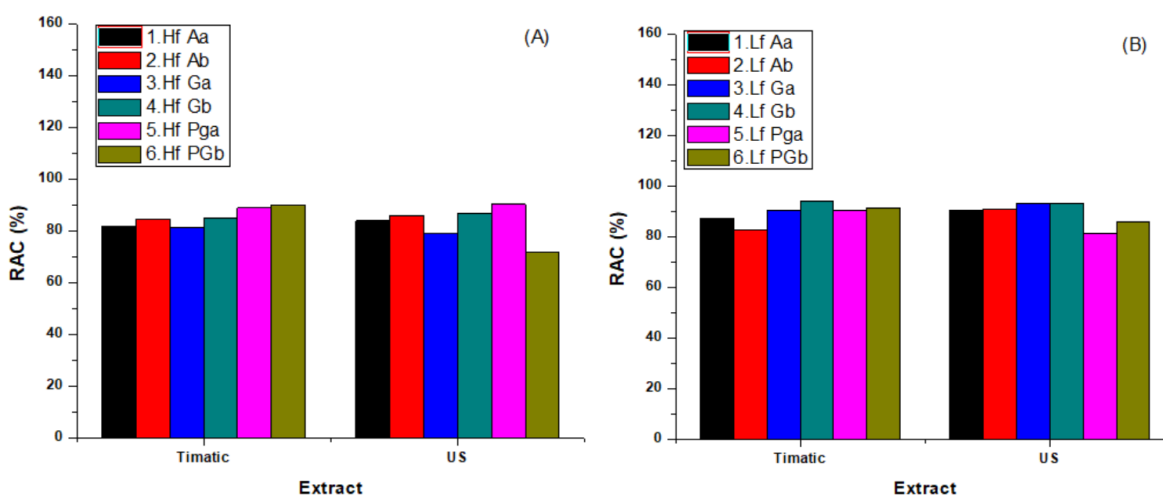 160
140
120
100
80
60
40
20
0
RAC (%)
1.Hf Aa
2.Hf Ab
3.Hf Ga
4.Hf Gb
5.Hf Pga
6.Hf PGb
(A)
Timatic
US
Extract
160
140
120
100
80
60
40
20
0
RAC (%)
1.Lf Aa
2.Lf Ab
3.Lf Ga
4.Lf Gb
5.Lf Pga
6.Lf PGb
(B)
Timatic
US
Extract